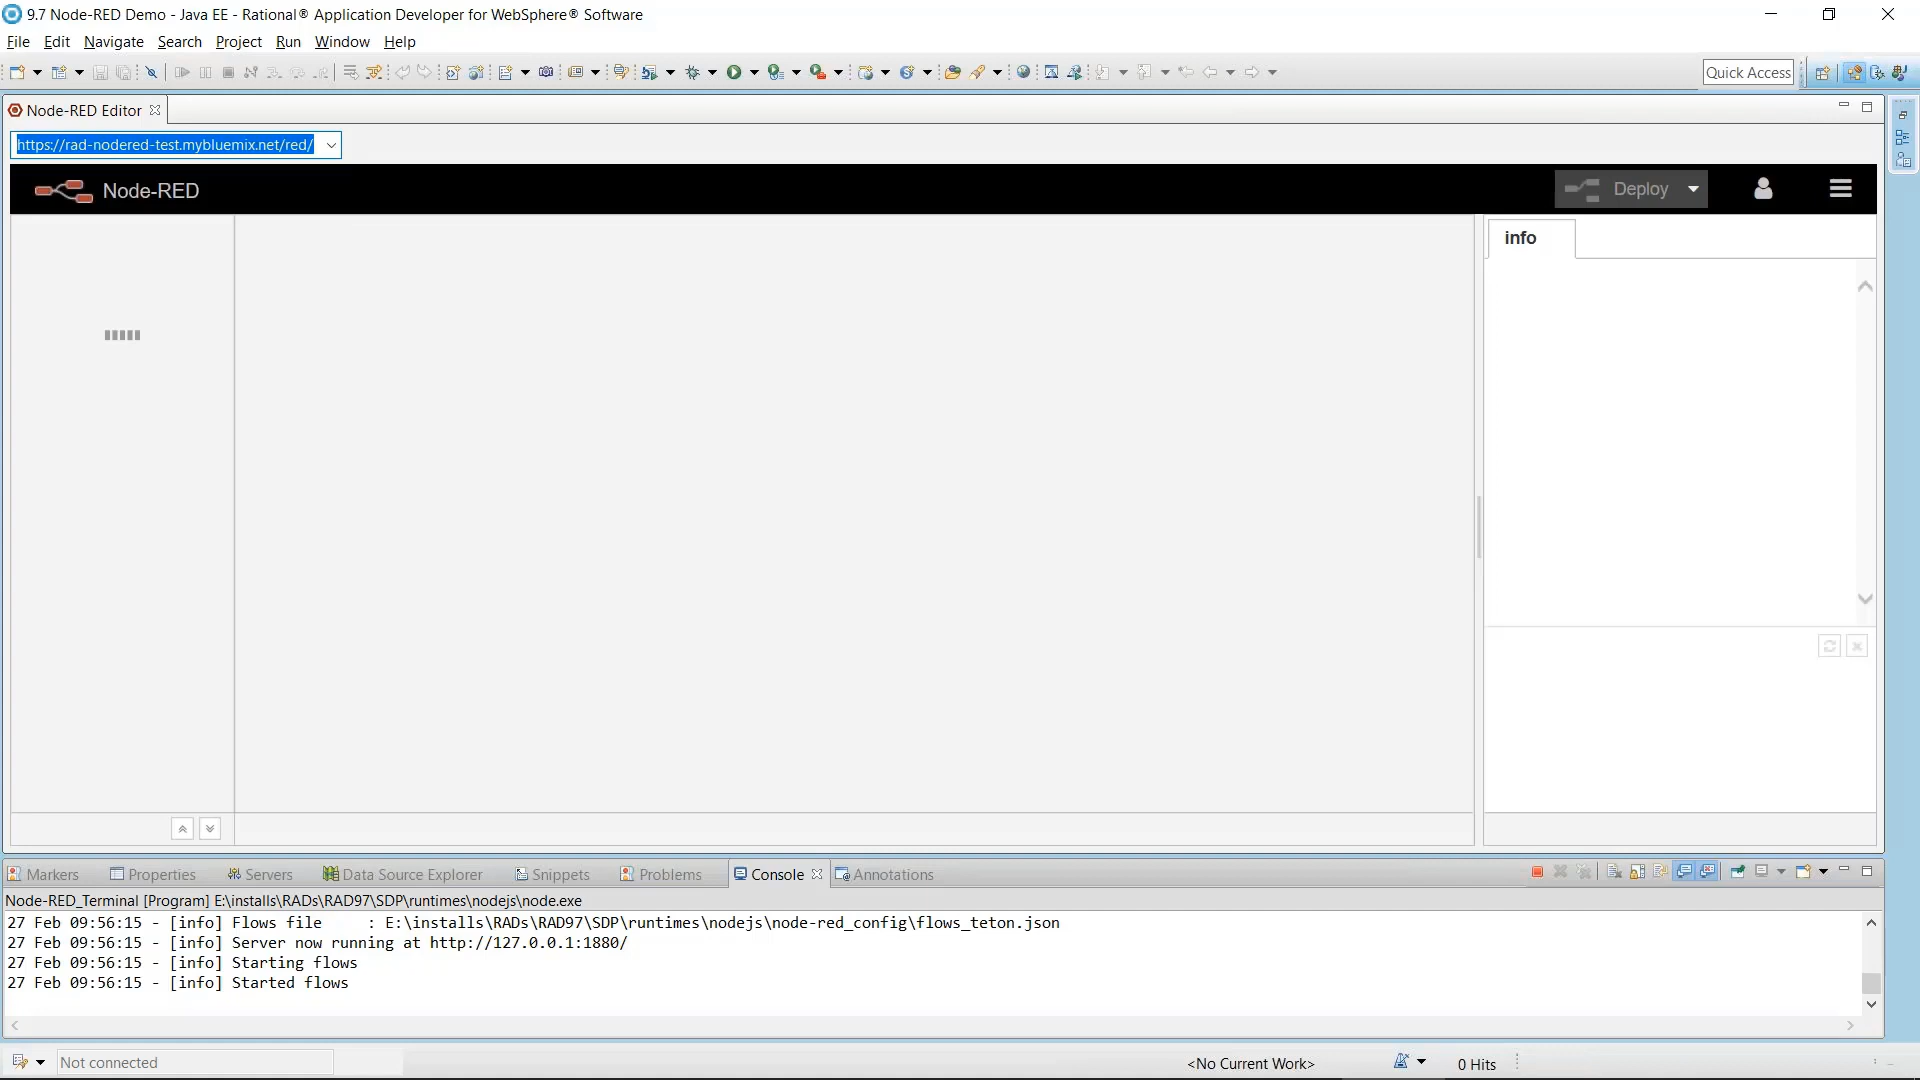 9.7 Node-RED Demo - Java EE - Rational® Application Developer for WebSphere® Software
File Edit Navigate Search Project Run Window Help
Quick Access
Node-RED Editor
https://rad-nodered-test.mybluemix.net/red/
Node-RED Deploy
info
Markers Properties Servers Data Source Explorer Snippets Problems Console Annotations
Node-RED_Terminal [Program] E:\installs\RADs\RAD97\SDP\runtimes\nodejs\node.exe
27 Feb 09:56:15 - [info] Flows file : E:\installs\RADs\RAD97\SDP\runtimes\nodejs\node-red_config\flows_teton.json
27 Feb 09:56:15 - [info] Server now running at http://127.0.0.1:1880/
27 Feb 09:56:15 - [info] Starting flows
27 Feb 09:56:15 - [info] Started flows
Not connected <No Current Work> 0 Hits